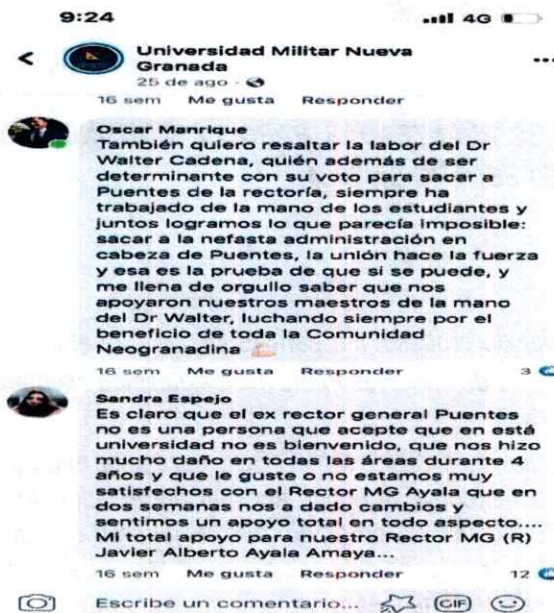 9:24
4G
Universidad Militar Nueva
Granada
25 de ago ·
...
16 sem Me gusta Responder
Oscar Manrique
También quiero resaltar la labor del Dr
Walter Cadena, quién además de ser
determinante con su voto para sacar a
Puentes de la rectoría, siempre ha
trabajado de la mano de los estudiantes y
juntos logramos lo que parecía imposible:
sacar a la nefasta administración en
cabeza de Puentes, la unión hace la fuerza
y esa es la prueba de que si se puede, y
me llena de orgullo saber que nos
apoyaron nuestros maestros de la mano
del Dr Walter, luchando siempre por el
beneficio de toda la Comunidad
Neogranadina
16 sem Me gusta Responder 3
Sandra Espejo
Es claro que el ex rector general Puentes
no es una persona que acepte que en está
universidad no es bienvenido, que nos hizo
mucho daño en todas las áreas durante 4
años y que le guste o no estamos muy
satisfechos con el Rector MG Ayala que en
dos semanas nos a dado cambios y
sentimos un apoyo total en todo aspecto....
Mi total apoyo para nuestro Rector MG (R)
Javier Alberto Ayala Amaya...
16 sem Me gusta Responder 12
Escribe un comentario... GIF